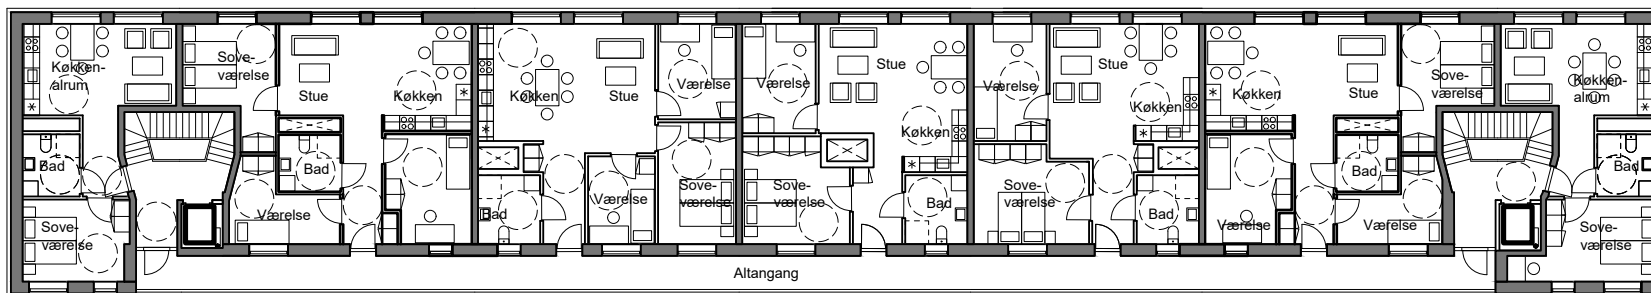 Køkken-
alrum
Bad
Sove-
værelse
Sove-
værelse
Stue
Køkken
Bad
Værelse
Køkken
Stue
Værelse
Bad
Værelse
Sove-
værelse
Værelse
Stue
Køkken
Sove-
værelse
Bad
Værelse
Stue
Køkken
Sove-
værelse
Bad
Køkken
Stue
Sove-
værelse
Værelse
Bad
Værelse
Køkken-
alrum
Bad
Sove-
værelse
Altangang